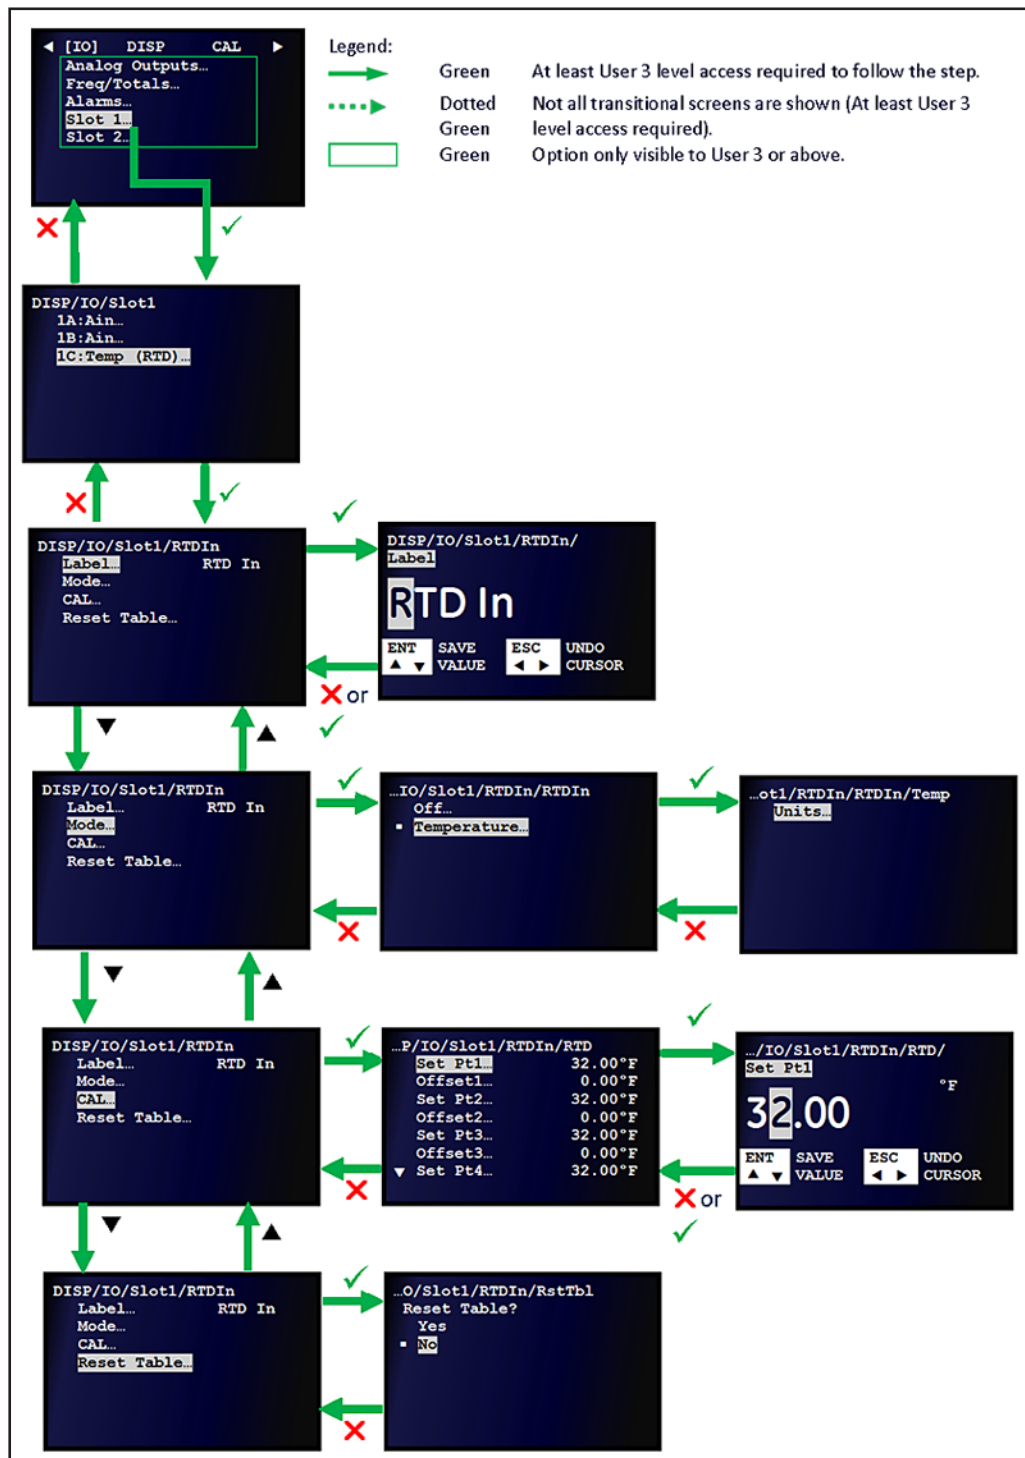 [IO] DISP CAL
Analog Outputs…
Freq/Totals…
Alarms…
Slot 1…
Slot 2…
Legend:
Green At least User 3 level access required to follow the step.
Dotted Not all transitional screens are shown (At least User 3
Green level access required).
Green Option only visible to User 3 or above.
DISP/IO/Slot1
1A:Ain…
1B:Ain…
1C:Temp (RTD)…
DISP/IO/Slot1/RTDIn
Label… RTD In
Mode…
CAL…
Reset Table…
DISP/IO/Slot1/RTDIn/
Label
RTD In
ENT SAVE ESC UNDO
VALUE CURSOR
or
DISP/IO/Slot1/RTDIn
Label… RTD In
Mode…
CAL…
Reset Table…
…IO/Slot1/RTDIn/RTDIn
Off…
Temperature…
…ot1/RTDIn/RTDIn/Temp
Units…
DISP/IO/Slot1/RTDIn
Label… RTD In
Mode…
CAL…
Reset Table…
…P/IO/Slot1/RTDIn/RTD
Set Pt1… 32.00°F
Offset1… 0.00°F
Set Pt2… 32.00°F
Offset2… 0.00°F
Set Pt3… 32.00°F
Offset3… 0.00°F
Set Pt4… 32.00°F
…/IO/Slot1/RTDIn/RTD/
Set Pt1
°F
32.00
ENT SAVE ESC UNDO
VALUE CURSOR
or
DISP/IO/Slot1/RTDIn
Label… RTD In
Mode…
CAL…
Reset Table…
…O/Slot1/RTDIn/RstTbl
Reset Table?
Yes
No